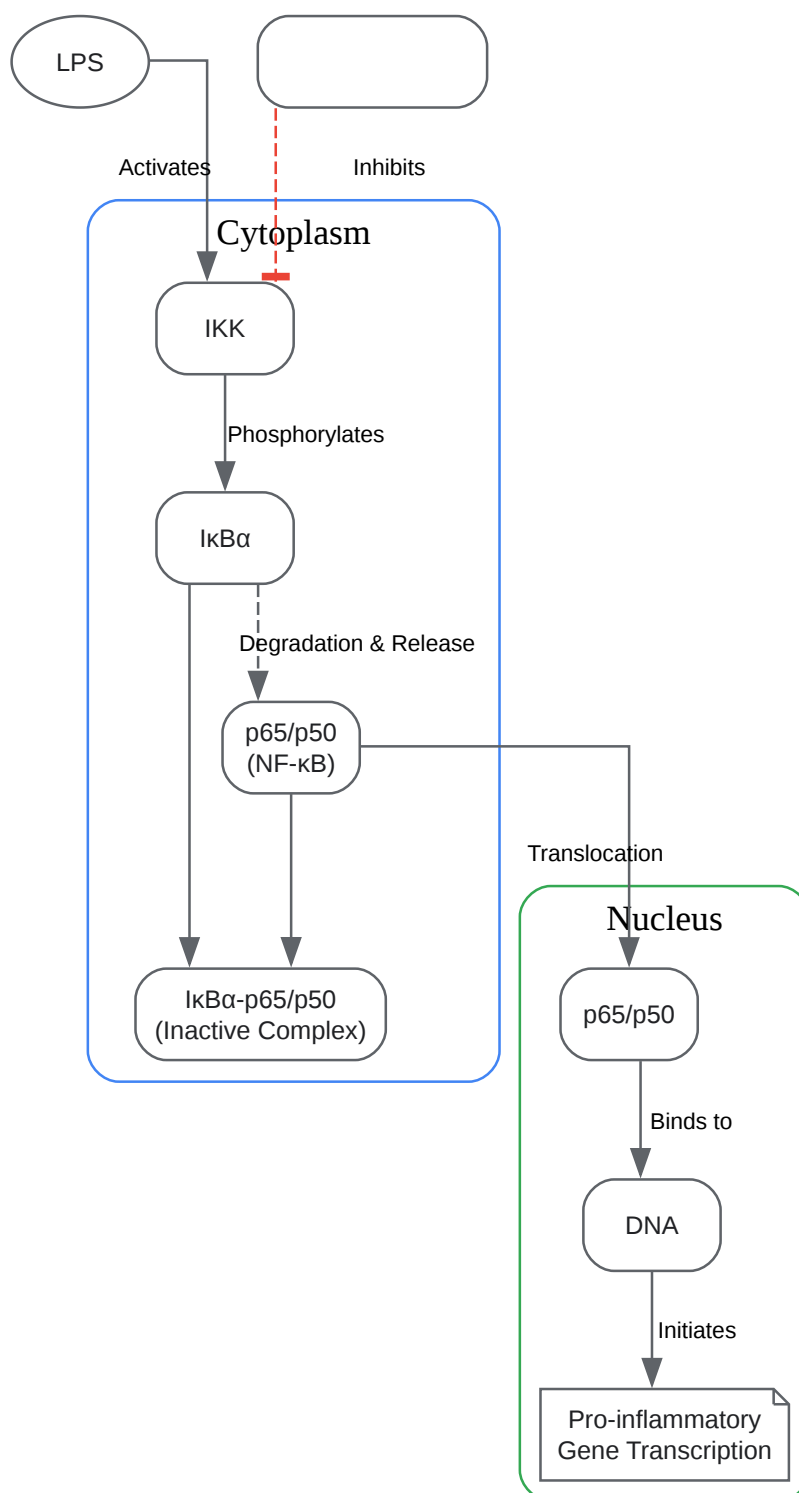 LPS
Activates
Inhibits
Cytoplasm
IKK
Phosphorylates
IκBα
Degradation & Release
p65/p50
(NF-κB)
Translocation
Nucleus
IκBα-p65/p50
(Inactive Complex)
p65/p50
Binds to
DNA
Initiates
Pro-inflammatory
Gene Transcription